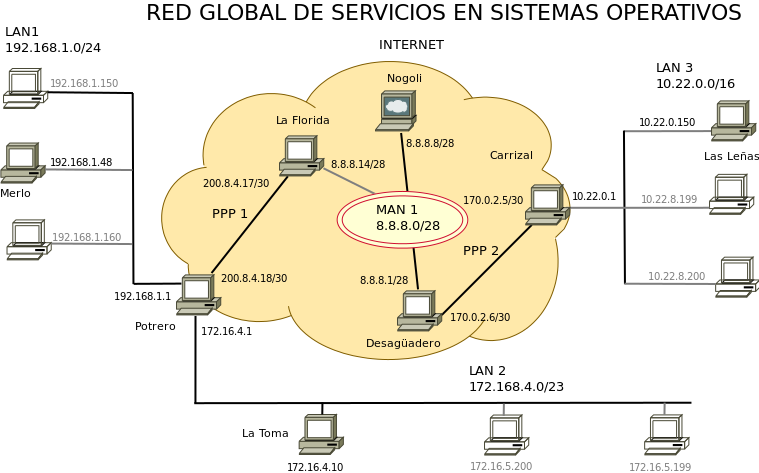 RED GLOBAL DE SERVICIOS EN SISTEMAS OPERATIVOS
LAN1
192.168.1.0/24
INTERNET
192.168.1.150
192.168.1.48
Merlo
192.168.1.160
192.168.1.1
Potrero
172.16.4.1
La Florida
200.8.4.17/30
8.8.8.14/28
PPP 1
200.8.4.18/30
Nogoli
8.8.8.8/28
MAN 1
8.8.8.0/28
8.8.8.1/28
Desagüadero
170.0.2.6/30
PPP 2
Carrizal
170.0.2.5/30
10.22.0.1
LAN 3
10.22.0.0/16
10.22.0.150
Las Leñas
10.22.8.199
10.22.8.200
LAN 2
172.168.4.0/23
La Toma
172.16.4.10
172.16.5.200
172.16.5.199